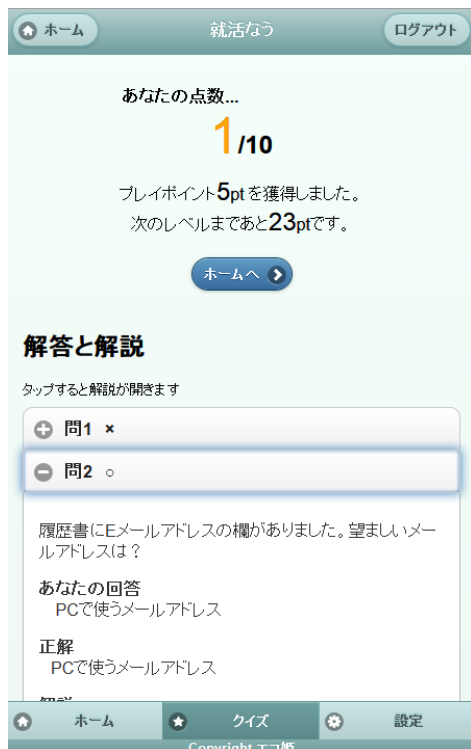 ホーム 就活なう ログアウト
あなたの点数...
1/10
プレイポイント5ptを獲得しました。
次のレベルまであと23ptです。
ホームへ
解答と解説
タップすると解説が開きます
問1 ×
問2 ○
履歴書にEメールアドレスの欄がありました。望ましいメー
ルアドレスは？
あなたの回答
PCで使うメールアドレス
正解
PCで使うメールアドレス
ホーム クイズ 設定